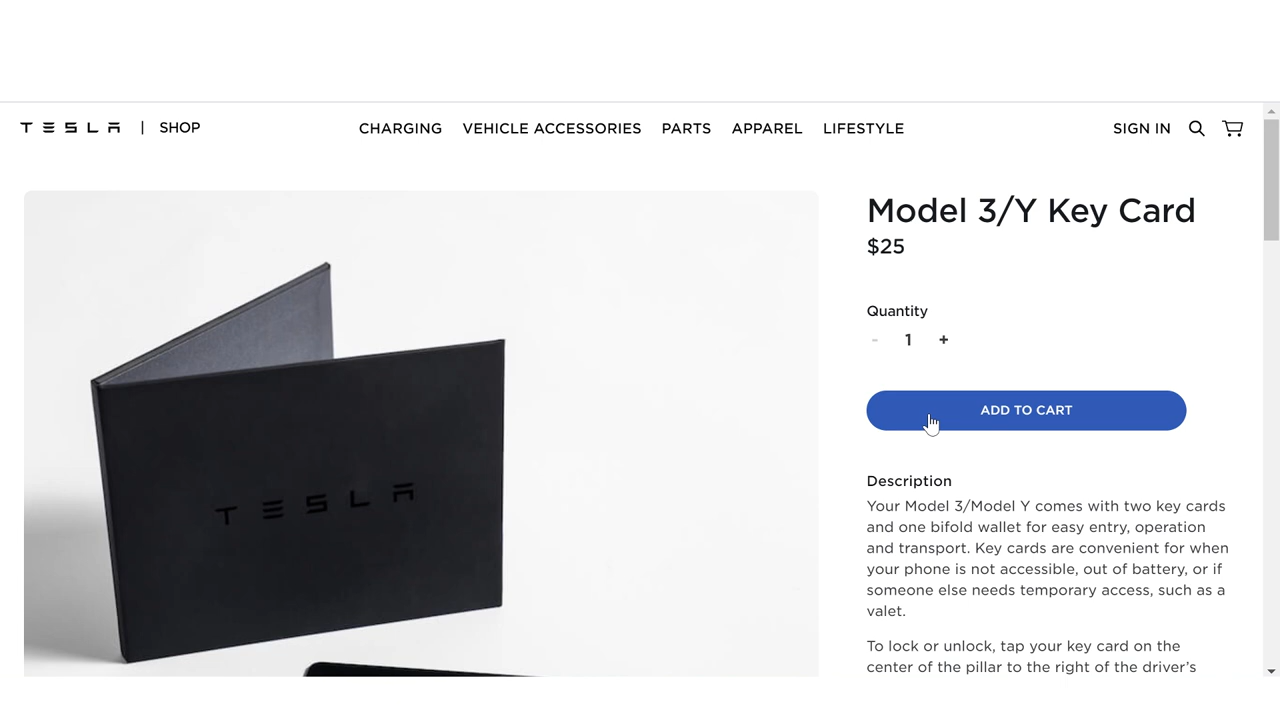 TESLA | SHOP
CHARGING VEHICLE ACCESSORIES PARTS APPAREL LIFESTYLE
SIGN IN
TESLA
Model 3/Y Key Card
$25
Quantity
- 1 +
ADD TO CART
Description
Your Model 3/Model Y comes with two key cards
and one bifold wallet for easy entry, operation
and transport. Key cards are convenient for when
your phone is not accessible, out of battery, or if
someone else needs temporary access, such as a
valet.
To lock or unlock, tap your key card on the
center of the pillar to the right of the driver’s